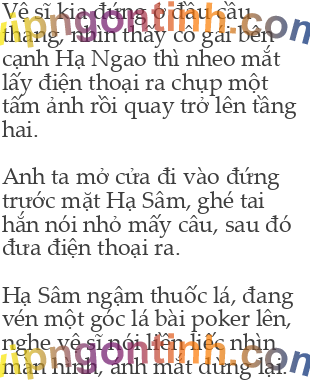 Vệ sĩ kia đứng ở đầu cầu
thang, nhìn thấy cô gái bên
cạnh Hạ Ngao thì nheo mắt
lấy điện thoại ra chụp một
tấm ảnh rồi quay trở lên tầng
hai.
Anh ta mở cửa đi vào đứng
trước mặt Hạ Sâm, ghé tai
hắn nói nhỏ mấy câu, sau đó
đưa điện thoại ra.
Hạ Sâm ngậm thuốc lá, đang
vén một góc lá bài poker lên,
nghe vệ sĩ nói liền liếc nhìn
màn hình, ánh mắt dừng lại.
vipngontinh.com
vipngontinh.com